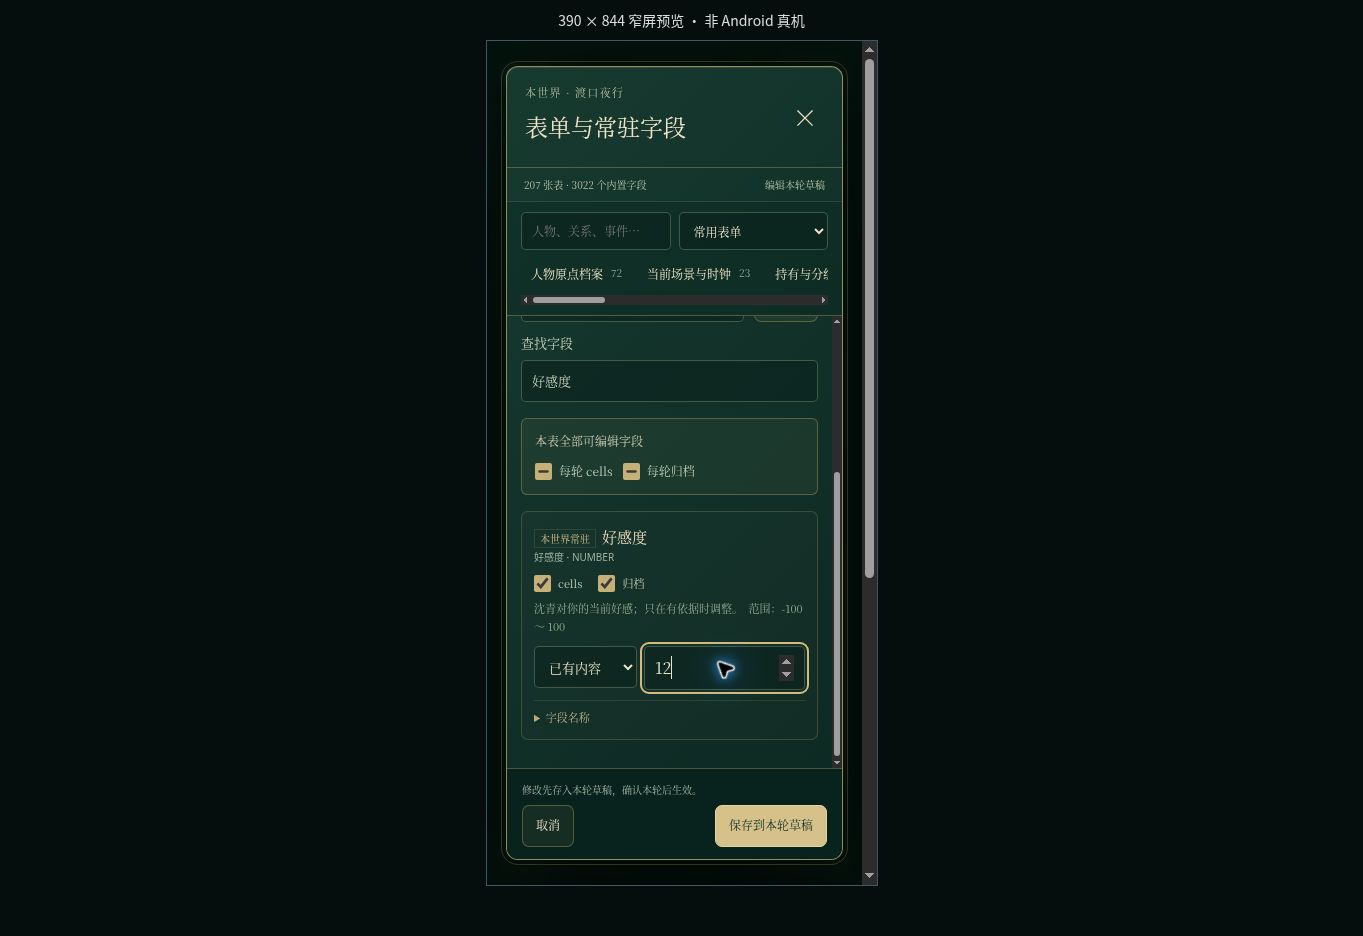 390 × 844 窄屏预览 · 非 Android 真机
本世界 · 渡口夜行
表单与常驻字段
207 张表 · 3022 个内置字段
编辑本轮草稿
人物、关系、事件…
常用表单
人物原点档案 72 当前场景与时钟 23 持有与分
查找字段
好感度
本表全部可编辑字段
每轮 cells 每轮归档
本世界常驻 好感度
好感度 · NUMBER
cells 归档
沈青对你的当前好感；只在有依据时调整。 范围：-100
～ 100
已有内容 12
字段名称
修改先存入本轮草稿，确认本轮后生效。
取消 保存到本轮草稿